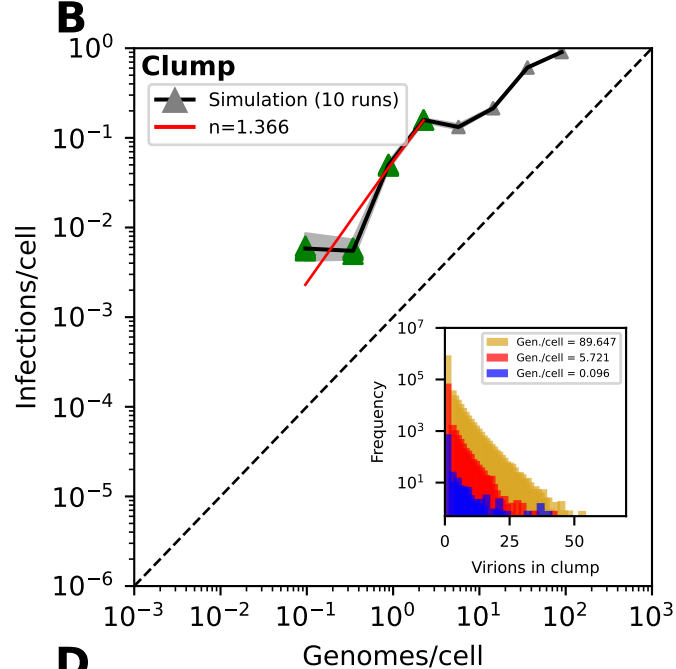 B
Clump
Simulation (10 runs)
n=1.366
Infections/cell
10^0
10^-1
10^-2
10^-3
10^-4
10^-5
10^-6
10^-3
10^-2
10^-1
10^0
10^1
10^2
10^3
Genomes/cell
Frequency
10^7
10^5
10^3
10^1
Gen./cell = 89.647
Gen./cell = 5.721
Gen./cell = 0.096
0
25
50
Virions in clump
D